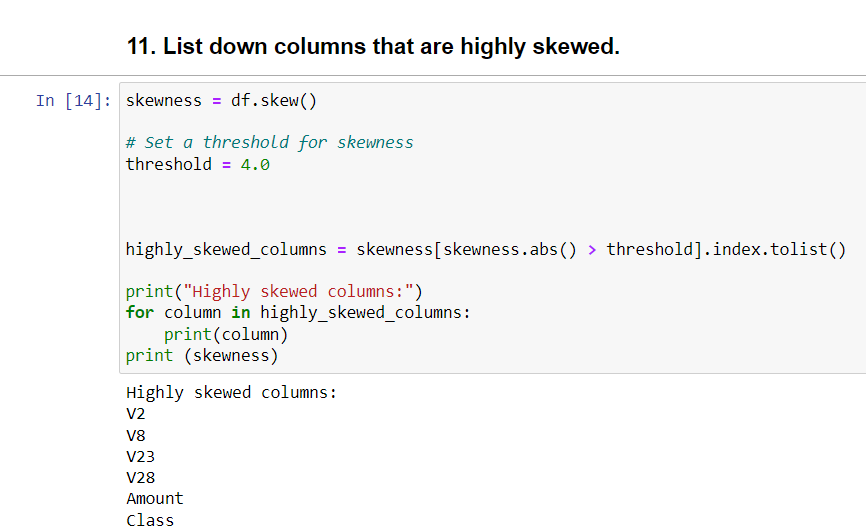 11. List down columns that are highly skewed.
In [14]: skewness = df.skew()
# Set a threshold for skewness
threshold = 4.0
highly_skewed_columns = skewness[skewness.abs() > threshold].index.tolist()
print("Highly skewed columns:")
for column in highly_skewed_columns:
    print(column)
print (skewness)
Highly skewed columns:
V2
V8
V23
V28
Amount
Class